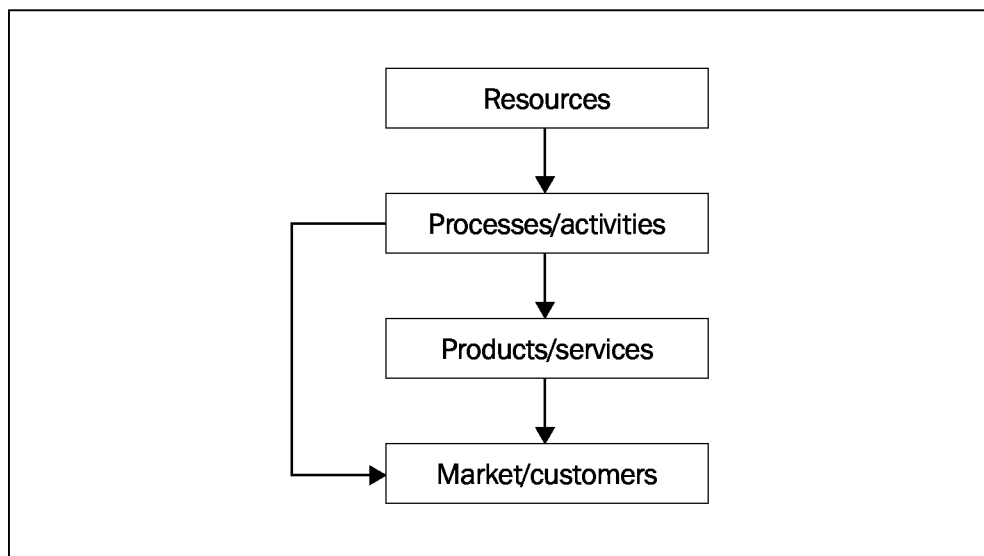 Resources
Processes/activities
Products/services
Market/customers